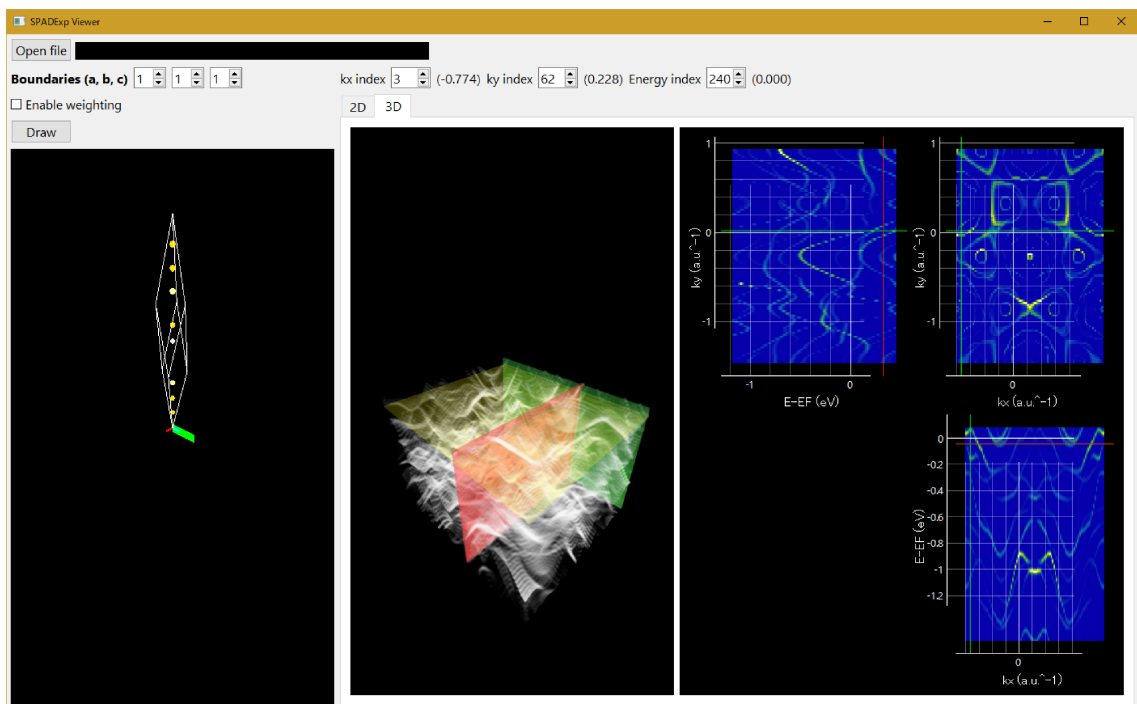 SPADExp Viewer
Open file
Boundaries (a, b, c) 1 1 1
kx index 3 (-0.774) ky index 62 (0.228) Energy index 240 (0.000)
Enable weighting
2D 3D
Draw
1
0
-1
ky (a.u.^-1)
-1 0
E-EF (eV)
1
0
-1
ky (a.u.^-1)
0
kx (a.u.^-1)
0
-0.2
-0.4
-0.6
-0.8
-1
-1.2
E-EF (eV)
0
kx (a.u.^-1)